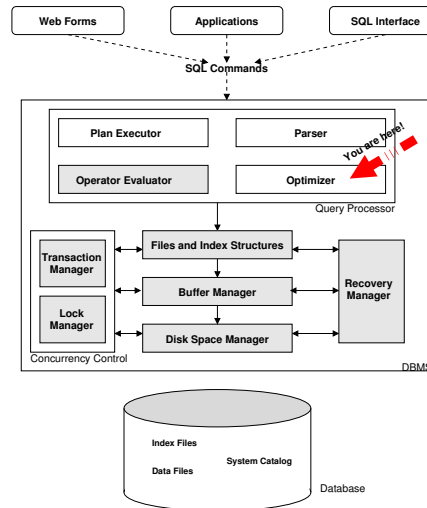 Web Forms
Applications
SQL Interface
SQL Commands
Plan Executor
Parser
You are here!
Operator Evaluator
Optimizer
Query Processor
Files and Index Structures
Transaction
Manager
Recovery
Manager
Buffer Manager
Lock
Manager
Disk Space Manager
Concurrency Control
DBMS
Index Files
System Catalog
Data Files
Database